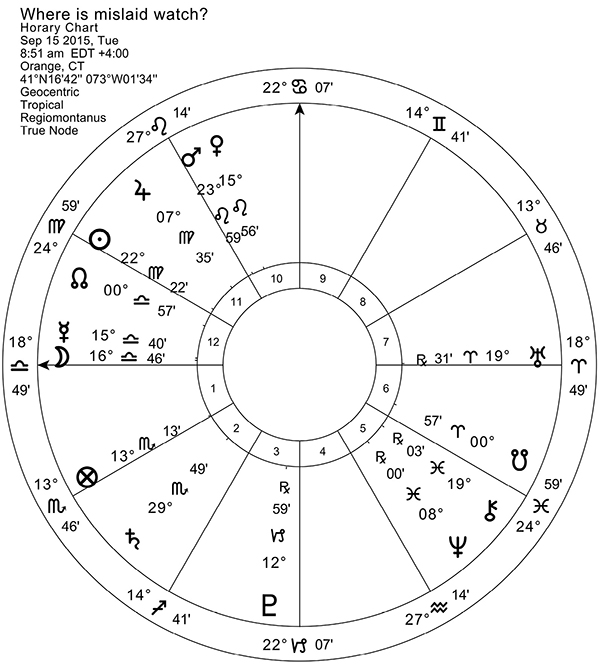 Where is mislaid watch?
Horary Chart
Sep 15 2015, Tue
8:51 am EDT +4:00
Orange, CT
41°N16'42" 073°W01'34"
Geocentric
Tropical
Regiomontanus
True Node
22° ♋ 07'
14° ♊ 41'
13° ♉ 46'
18° ♈ 49'
24° ♓ 59'
27° ♒ 14'
22° ♑ 07'
14° ♐ 41'
13° ♏ 46'
18° ♎ 49'
24° ♍ 59'
27° ♌ 14'
♂ 23° ♌ 59'
♀ 15° ♌ 56'
♃ 07° ♍ 35'
☉ 22° ♍ 22'
☊ 00° ♎ 57'
☿ 15° ♎ 40'
☽ 16° ♎ 46'
⊗ 13° ♏ 13'
♄ 29° ♏ 49'
♇ 12° ♑ 59' ℞
♆ 08° ♓ 00' ℞
⚷ 19° ♓ 03' ℞
☋ 00° ♈ 57'
♅ 19° ♈ 31' ℞
1
2
3
4
5
6
7
8
9
10
11
12